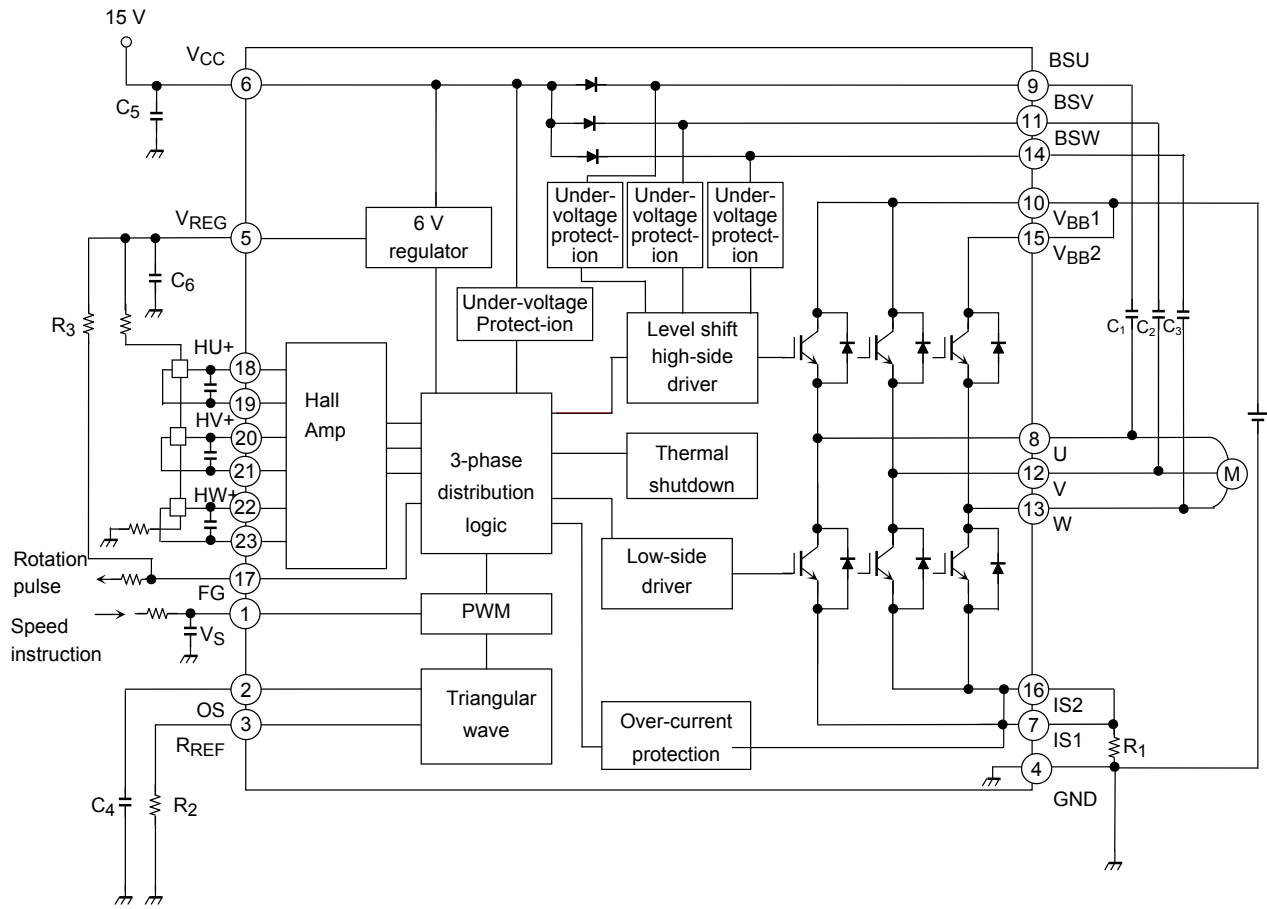 15 V
VCC
6
C5
BSU
9
BSV
11
BSW
14
Under-
voltage
protect-
ion
Under-
voltage
protect-
ion
Under-
voltage
protect-
ion
10
VBB1
15
VBB2
VREG
5
6 V
regulator
C6
R3
Under-voltage
Protect-ion
Level shift
high-side
driver
C1
C2
C3
HU+
18
19
HV+
20
21
HW+
22
23
Hall
Amp
3-phase
distribution
logic
Thermal
shutdown
8
U
12
V
13
W
M
Low-side
driver
Rotation
pulse
17
FG
1
VS
Speed
instruction
PWM
2
OS
3
RREF
Triangular
wave
Over-current
protection
16
IS2
7
IS1
R1
4
GND
C4
R2